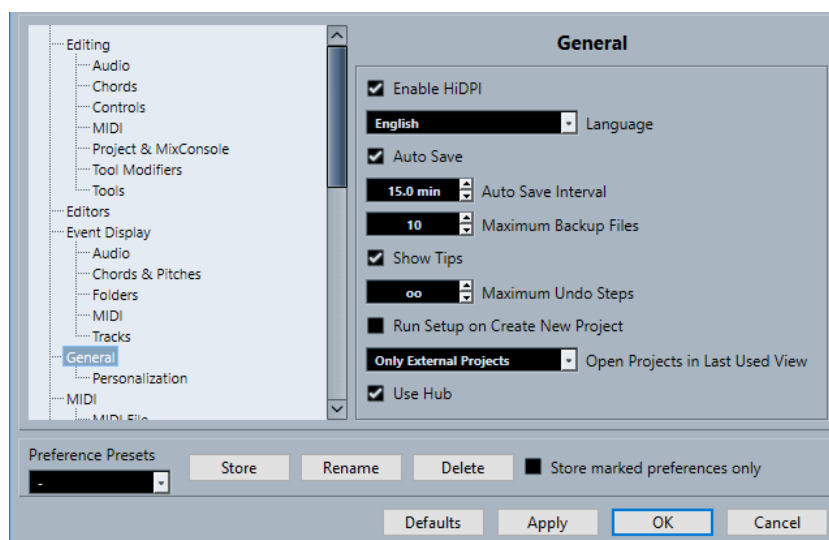 Editing
Audio
Chords
Controls
MIDI
Project & MixConsole
Tool Modifiers
Tools
Editors
Event Display
Audio
Chords & Pitches
Folders
MIDI
Tracks
General
Personalization
MIDI
MIDI File
General
Enable HiDPI
English Language
Auto Save
15.0 min Auto Save Interval
10 Maximum Backup Files
Show Tips
oo Maximum Undo Steps
Run Setup on Create New Project
Only External Projects Open Projects in Last Used View
Use Hub
Preference Presets
- Store Rename Delete Store marked preferences only
Defaults Apply OK Cancel